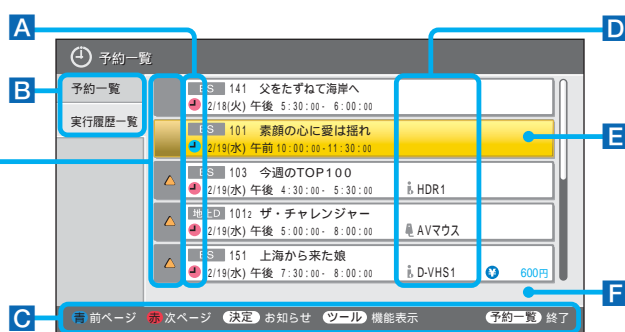 A
D
予約一覧
B
予約一覧
実行履歴一覧
BS 141 父をたずねて海岸へ
2/18(火) 午後 5:30:00- 6:00:00
BS 101 素顔の心に愛は揺れ
2/19(水) 午前10:00:00-11:30:00
E
BS 103 今週のTOP100
2/19(水) 午後 4:30:00- 5:30:00 i. HDR1
地上D 1012 ザ・チャレンジャー
2/19(水) 午後 5:00:00- 8:00:00 AVマウス
BS 151 上海から来た娘
2/19(水) 午後 7:30:00- 8:00:00 i. D-VHS1 ¥ 600円
F
C
青 前ページ 赤 次ページ 決定 お知らせ ツール 機能表示 予約一覧 終了